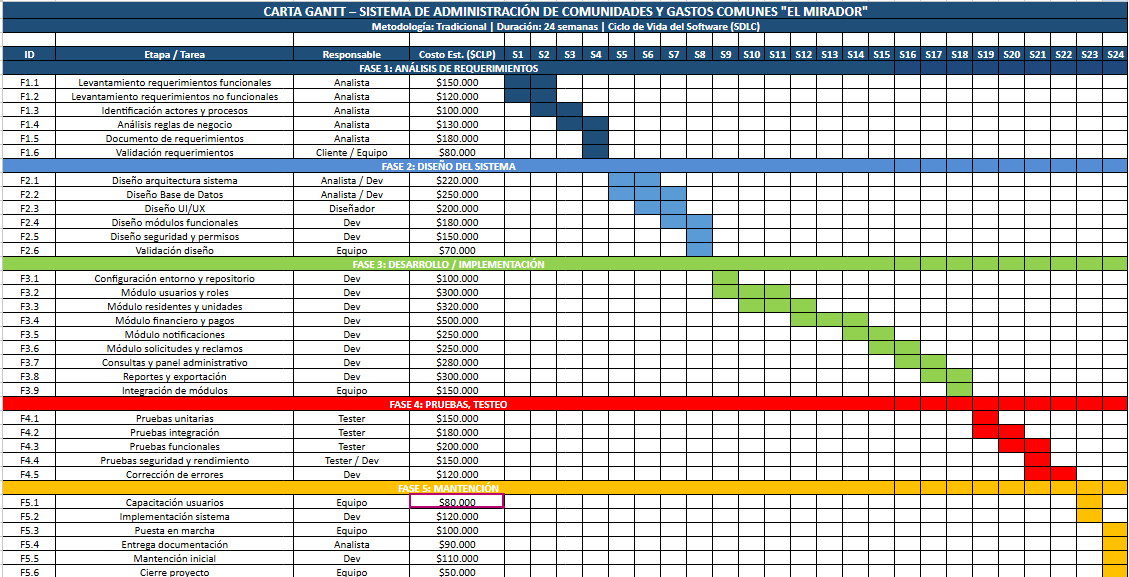 CARTA GANTT – SISTEMA DE ADMINISTRACIÓN DE COMUNIDADES Y GASTOS COMUNES "EL MIRADOR"
Metodología: Tradicional | Duración: 24 semanas | Ciclo de Vida del Software (SDLC)
ID Etapa / Tarea Responsable Costo Est. ($CLP) S1 S2 S3 S4 S5 S6 S7 S8 S9 S10 S11 S12 S13 S14 S15 S16 S17 S18 S19 S20 S21 S22 S23 S24
FASE 1: ANÁLISIS DE REQUERIMIENTOS
F1.1 Levantamiento requerimientos funcionales Analista $150.000
F1.2 Levantamiento requerimientos no funcionales Analista $120.000
F1.3 Identificación actores y procesos Analista $100.000
F1.4 Análisis reglas de negocio Analista $130.000
F1.5 Documento de requerimientos Analista $180.000
F1.6 Validación requerimientos Cliente / Equipo $80.000
FASE 2: DISEÑO DEL SISTEMA
F2.1 Diseño arquitectura sistema Analista / Dev $220.000
F2.2 Diseño Base de Datos Analista / Dev $250.000
F2.3 Diseño UI/UX Diseñador $200.000
F2.4 Diseño módulos funcionales Dev $180.000
F2.5 Diseño seguridad y permisos Dev $150.000
F2.6 Validación diseño Equipo $70.000
FASE 3: DESARROLLO / IMPLEMENTACIÓN
F3.1 Configuración entorno y repositorio Dev $100.000
F3.2 Módulo usuarios y roles Dev $300.000
F3.3 Módulo residentes y unidades Dev $320.000
F3.4 Módulo financiero y pagos Dev $500.000
F3.5 Módulo notificaciones Dev $250.000
F3.6 Módulo solicitudes y reclamos Dev $250.000
F3.7 Consultas y panel administrativo Dev $280.000
F3.8 Reportes y exportación Dev $300.000
F3.9 Integración de módulos Equipo $150.000
FASE 4: PRUEBAS, TESTEO
F4.1 Pruebas unitarias Tester $150.000
F4.2 Pruebas integración Tester $180.000
F4.3 Pruebas funcionales Tester $200.000
F4.4 Pruebas seguridad y rendimiento Tester / Dev $150.000
F4.5 Corrección de errores Dev $120.000
FASE 5: MANTENCIÓN
F5.1 Capacitación usuarios Equipo $80.000
F5.2 Implementación sistema Dev $120.000
F5.3 Puesta en marcha Equipo $100.000
F5.4 Entrega documentación Analista $90.000
F5.5 Mantención inicial Dev $110.000
F5.6 Cierre proyecto Equipo $50.000